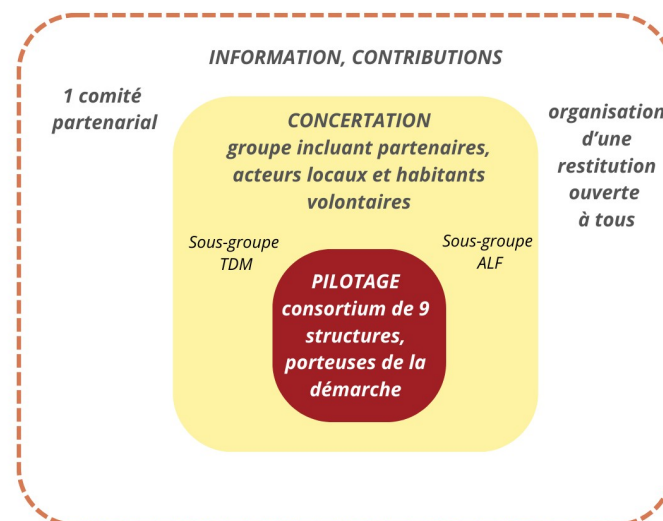 INFORMATION, CONTRIBUTIONS
1 comité
partenarial
CONCERTATION
groupe incluant partenaires,
acteurs locaux et habitants
volontaires
organisation
d'une
restitution
ouverte
à tous
Sous-groupe
TDM
Sous-groupe
ALF
PILOTAGE
consortium de 9
structures,
porteuses de la
démarche